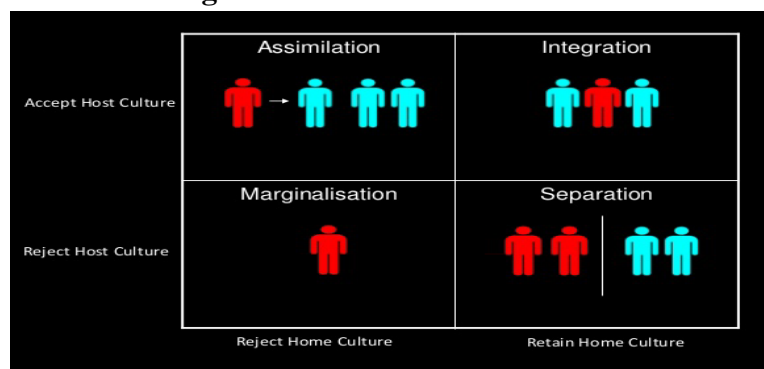 Assimilation
Integration
Accept Host Culture
Marginalisation
Separation
Reject Host Culture
Reject Home Culture
Retain Home Culture